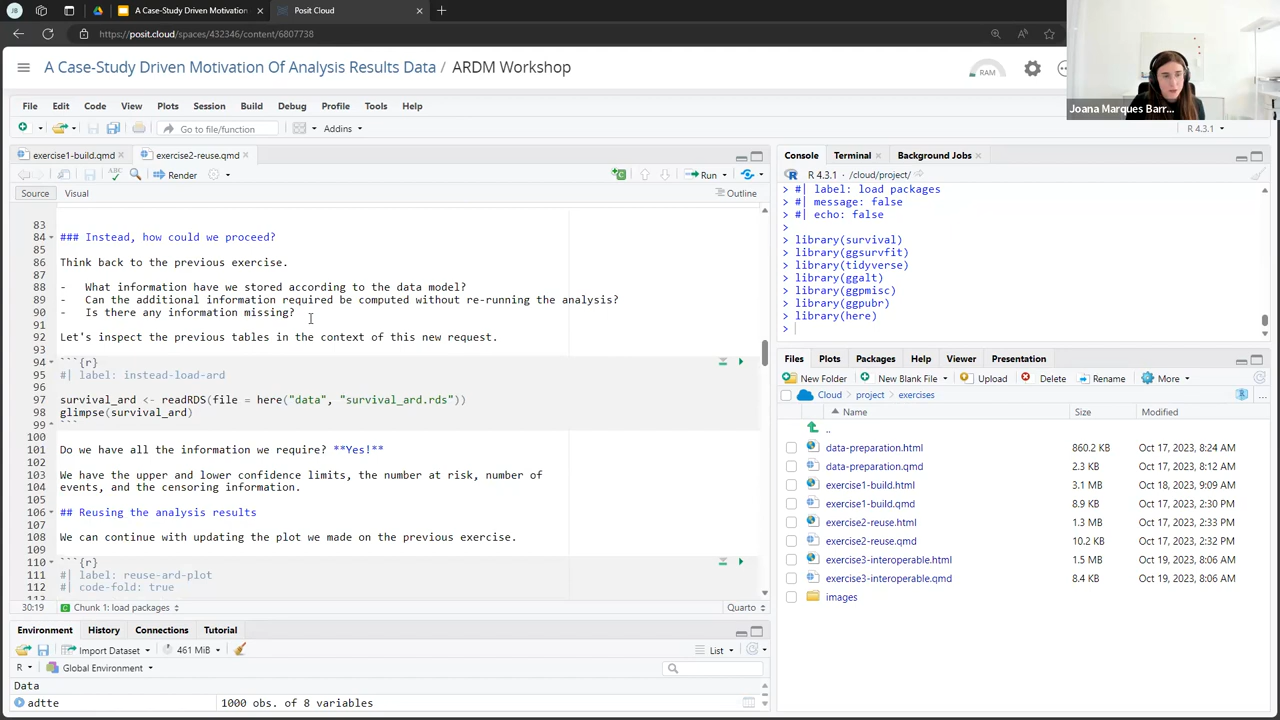 JB
A Case-Study Driven Motivation O
Posit Cloud
https://posit.cloud/spaces/432346/content/6807738
A Case-Study Driven Motivation Of Analysis Results Data / ARDM Workshop
RAM
Joana Marques Barr...
File Edit Code View Plots Session Build Debug Profile Tools Help
Go to file/function
Addins
R 4.3.1
exercise1-build.qmd
exercise2-reuse.qmd
Render
Run
Source Visual
Outline
83
84 ### Instead, how could we proceed?
85
86 Think back to the previous exercise.
87
88 - What information have we stored according to the data model?
89 - Can the additional information required be computed without re-running the analysis?
90 - Is there any information missing?
91
92 Let's inspect the previous tables in the context of this new request.
93
94 ```{r}
95 #| label: instead-load-ard
96
97 survival_ard <- readRDS(file = here("data", "survival_ard.rds"))
98 glimpse(survival_ard)
99 ```
100
101 Do we have all the information we require? **Yes!**
102
103 We have the upper and lower confidence limits, the number at risk, number of
104 events, and the censoring information.
105
106 ## Reusing the analysis results
107
108 We can continue with updating the plot we made on the previous exercise.
109
110 ```{r}
111 #| label: reuse-ard-plot
112 #| code-fold: true
30:19 Chunk 1: load packages Quarto
Environment History Connections Tutorial
Import Dataset 461 MiB List
R Global Environment
Data
adtte 1000 obs. of 8 variables
Console Terminal Background Jobs
R 4.3.1 · /cloud/project/
> #| label: load packages
> #| message: false
> #| echo: false
>
> library(survival)
> library(ggsurvfit)
> library(tidyverse)
> library(ggalt)
> library(ggpmisc)
> library(ggpubr)
> library(here)
>
Files Plots Packages Help Viewer Presentation
New Folder New Blank File Upload Delete Rename More
Cloud project exercises
Name Size Modified
..
data-preparation.html 860.2 KB Oct 17, 2023, 8:24 AM
data-preparation.qmd 2.3 KB Oct 17, 2023, 8:12 AM
exercise1-build.html 3.1 MB Oct 18, 2023, 9:09 AM
exercise1-build.qmd 8.9 KB Oct 17, 2023, 2:30 PM
exercise2-reuse.html 1.3 MB Oct 17, 2023, 2:33 PM
exercise2-reuse.qmd 10.2 KB Oct 17, 2023, 2:32 PM
exercise3-interoperable.html 1.5 MB Oct 19, 2023, 8:06 AM
exercise3-interoperable.qmd 8.4 KB Oct 19, 2023, 8:06 AM
images